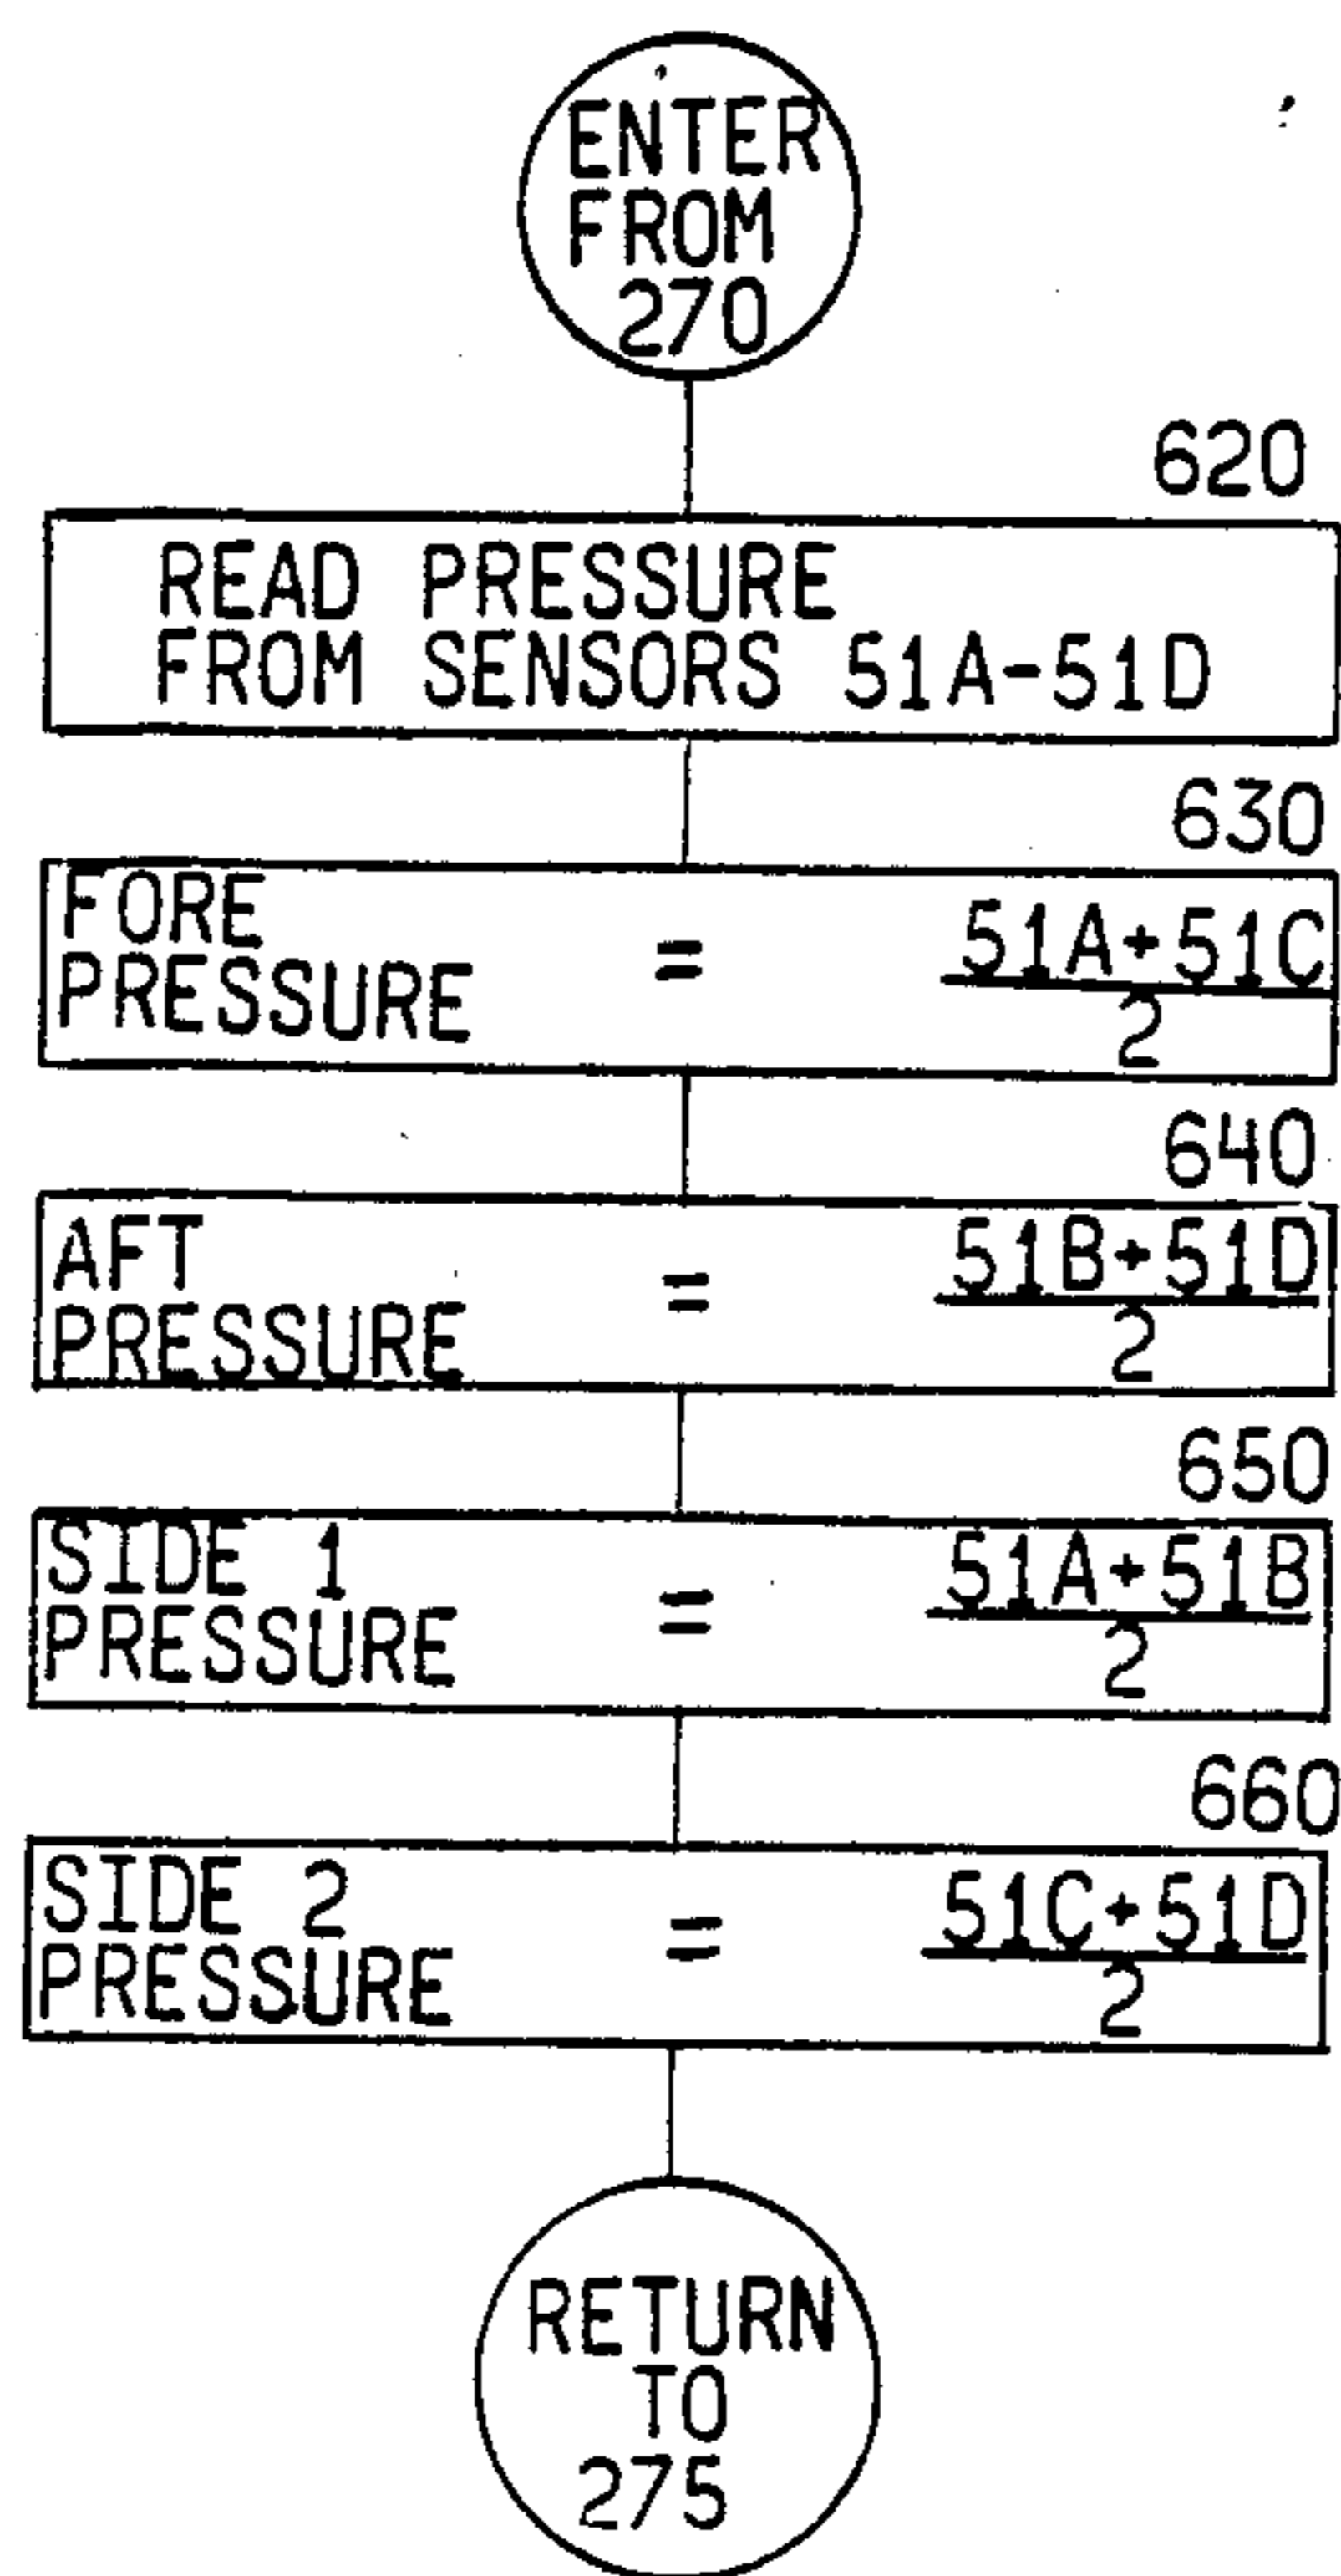 ENTER
FROM
270
620
READ PRESSURE
FROM SENSORS 51A-51D
630
FORE
PRESSURE = 51A+51C
2
640
AFT
PRESSURE = 51B+51D
2
650
SIDE 1
PRESSURE = 51A+51B
2
660
SIDE 2
PRESSURE = 51C+51D
2
RETURN
TO
275